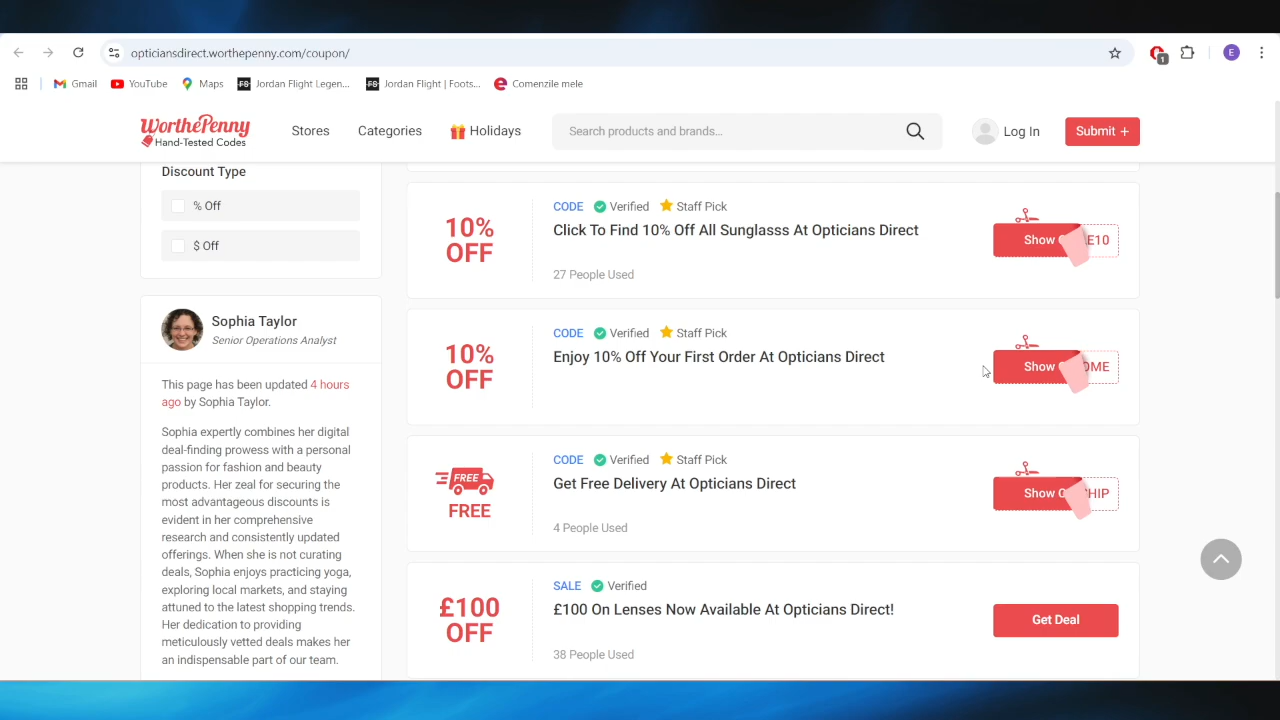 opticiansdirect.worthepenny.com/coupon/
1
E
Gmail
YouTube
Maps
FS
Jordan Flight Legen...
FS
Jordan Flight | Foots...
Comenzile mele
WorthePenny
Hand-Tested Codes
Stores
Categories
Holidays
Search products and brands...
Log In
Submit +
Discount Type
% Off
$ Off
Sophia Taylor
Senior Operations Analyst
This page has been updated 4 hours
ago by Sophia Taylor.
Sophia expertly combines her digital
deal-finding prowess with a personal
passion for fashion and beauty
products. Her zeal for securing the
most advantageous discounts is
evident in her comprehensive
research and consistently updated
offerings. When she is not curating
deals, Sophia enjoys practicing yoga,
exploring local markets, and staying
attuned to the latest shopping trends.
Her dedication to providing
meticulously vetted deals makes her
an indispensable part of our team.
10%
OFF
CODE Verified Staff Pick
Click To Find 10% Off All Sunglasss At Opticians Direct
27 People Used
Show E10
10%
OFF
CODE Verified Staff Pick
Enjoy 10% Off Your First Order At Opticians Direct
Show OME
FREE
FREE
CODE Verified Staff Pick
Get Free Delivery At Opticians Direct
4 People Used
Show HIP
£100
OFF
SALE Verified
£100 On Lenses Now Available At Opticians Direct!
38 People Used
Get Deal